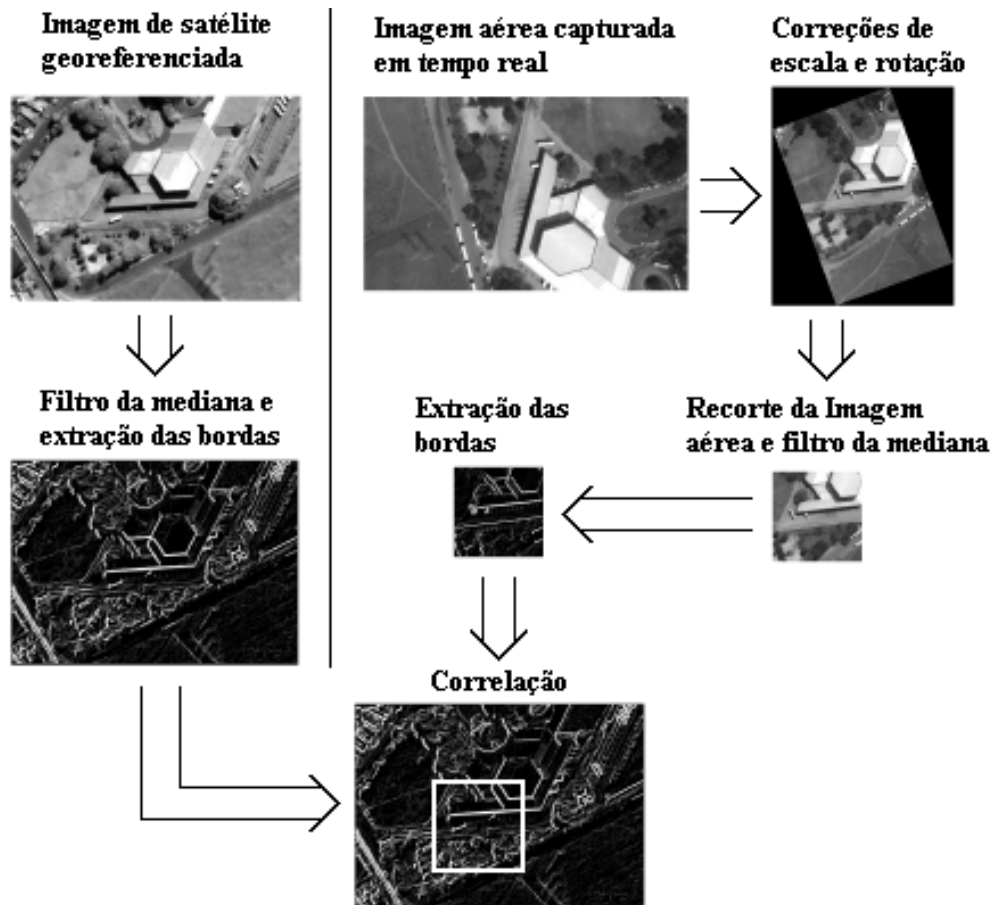 Imagem de satélite
georeferenciada
Imagem aérea capturada
em tempo real
Correções de
escala e rotação
Filtro da mediana e
extração das bordas
Extração das
bordas
Recorte da Imagem
aérea e filtro da mediana
Correlação